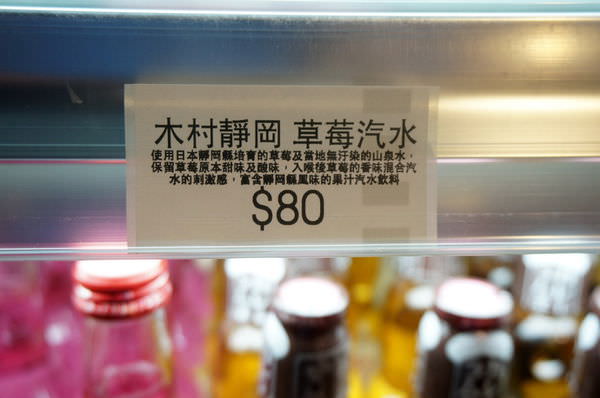 木村靜岡 草莓汽水
使用日本靜岡縣培育的草莓及當地無汙染的山泉水，
保留草莓原本甜味及酸味，入喉後草莓的香味混合汽
水的刺激感，富含靜岡縣風味的果汁汽水飲料
$80